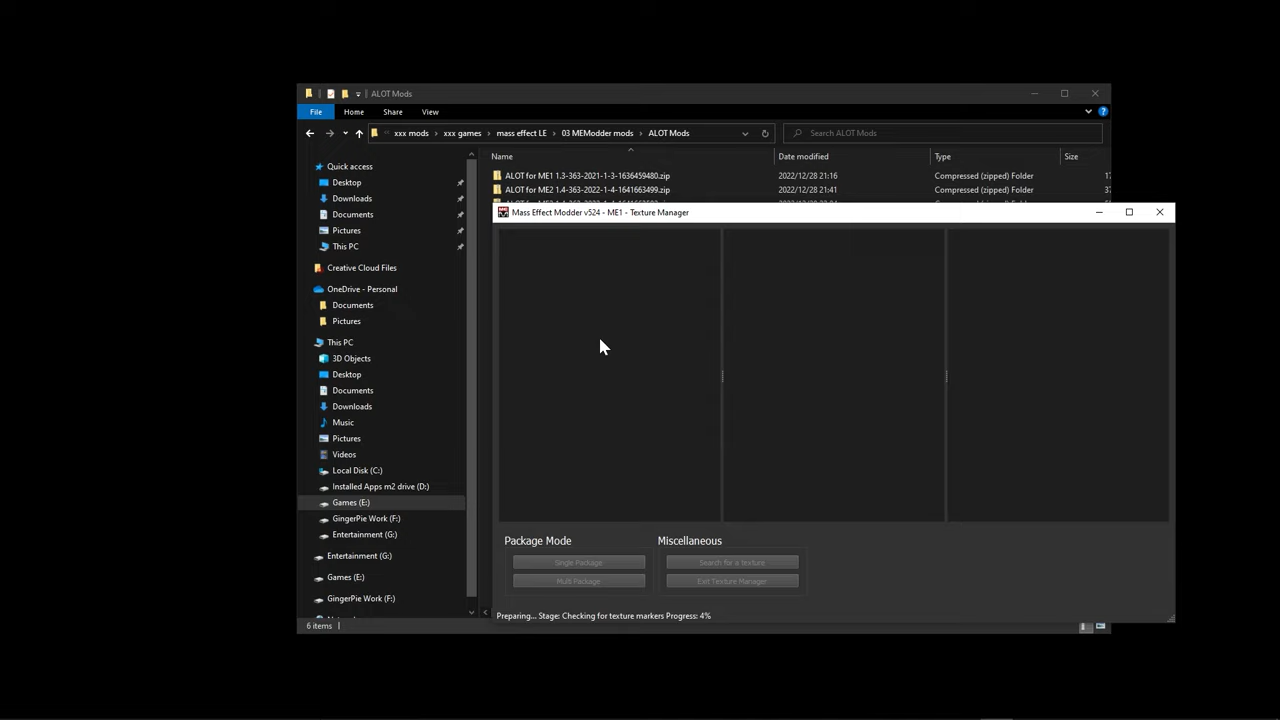 ALOT Mods
File Home Share View
xxx mods xxx games mass effect LE 03 MEModder mods ALOT Mods
Search ALOT Mods
Name Date modified Type Size
ALOT for ME1 1.3-363-2021-1-3-1636459480.zip 2022/12/28 21:16 Compressed (zipped) Folder
ALOT for ME2 1.4-363-2022-1-4-1641663499.zip 2022/12/28 21:41 Compressed (zipped) Folder
Quick access
Desktop
Downloads
Documents
Pictures
This PC
Creative Cloud Files
OneDrive - Personal
Documents
Pictures
This PC
3D Objects
Desktop
Documents
Downloads
Music
Pictures
Videos
Local Disk (C:)
Installed Apps m2 drive (D:)
Games (E:)
GingerPie Work (F:)
Entertainment (G:)
Entertainment (G:)
Games (E:)
GingerPie Work (F:)
6 items
Mass Effect Modder v524 - ME1 - Texture Manager
Package Mode Miscellaneous
Single Package Search for a texture
Multi Package Exit Texture Manager
Preparing... Stage: Checking for texture markers Progress: 4%